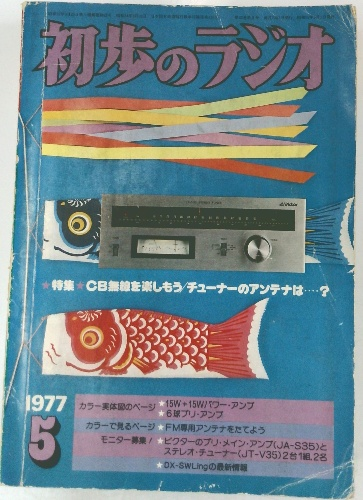 初歩のラジオ
★特集★CB無線を楽しもう/チューナーのアンテナは……?
1977
5
カラー実体図のページ
★15W+15Wパワー・アンプ
★6球プリ・アンプ
カラーで見るページ
★FM専用アンテナをたてよう
モニター募集!
★ビクターのプリ・メイン・アンプ(JA-S35)と
ステレオ・チューナー(JT-V35)2台1組、2名
★DX-SWLingの最新情報